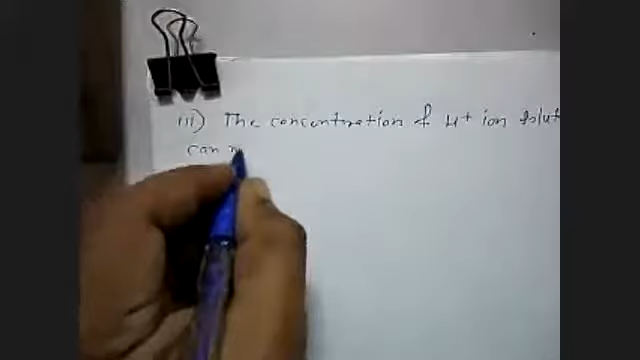 iii) The concentration of H+ ion solut
can